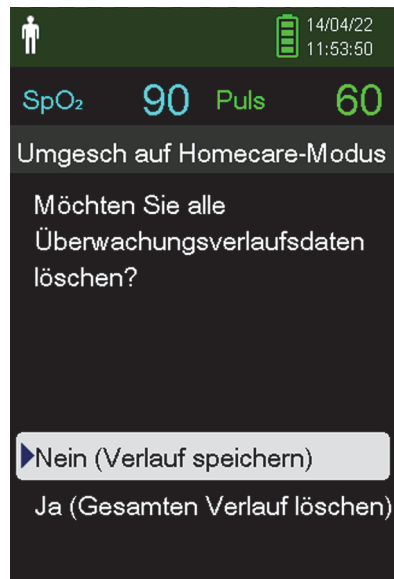 14/04/22
11:53:50
SpO₂ 90 Puls 60
Umgesch auf Homecare-Modus
Möchten Sie alle
Überwachungsverlaufsdaten
löschen?
Nein (Verlauf speichern)
Ja (Gesamten Verlauf löschen)